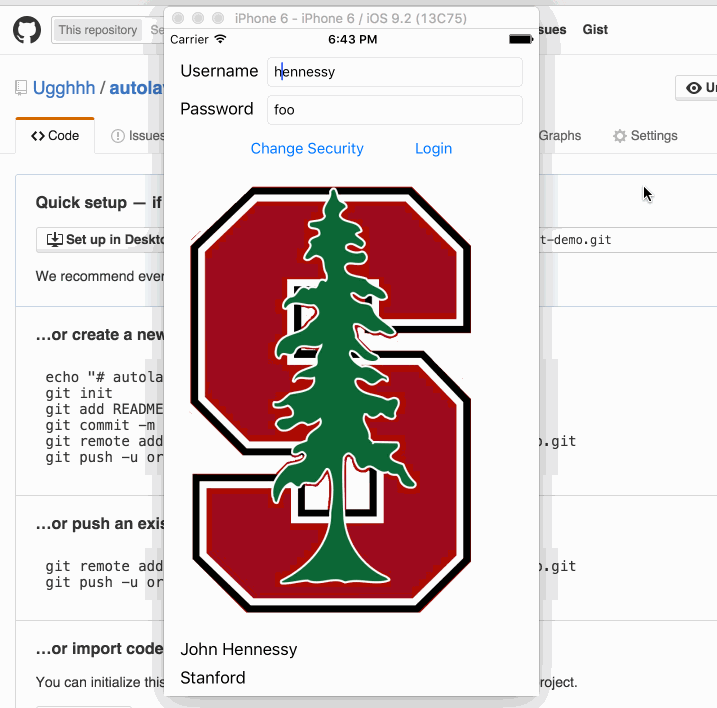 iPhone 6 - iPhone 6 / iOS 9.2 (13C75)
This repository Se sues Gist
Carrier 6:43 PM
Username hennessy
Ugghhh / autola Un
Password foo
<> Code Issues Graphs Settings
Change Security Login
Quick setup — if
Set up in Deskto t-demo.git
We recommend ever
...or create a new
echo "# autola
git init
git add README
git commit -m
git remote add o.git
git push -u or
...or push an exis
git remote add o.git
git push -u or
...or import code
John Hennessy
You can initialize this roject.
Stanford
S